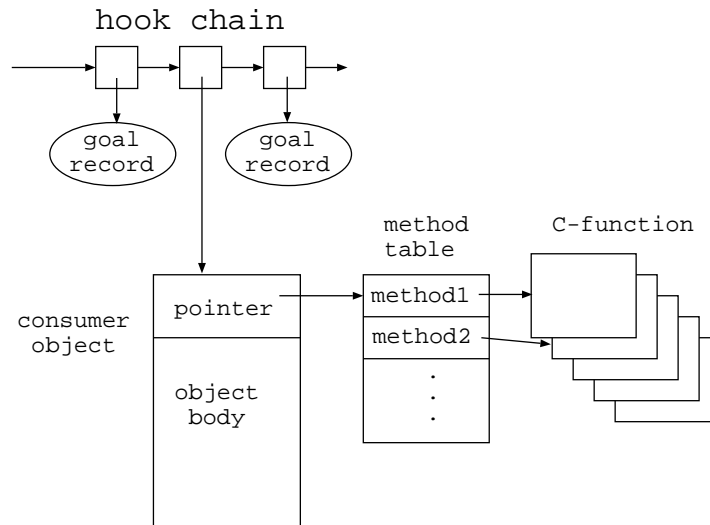 hook chain
goal
record
goal
record
method
table
C-function
consumer
object
pointer
method1
method2
object
body